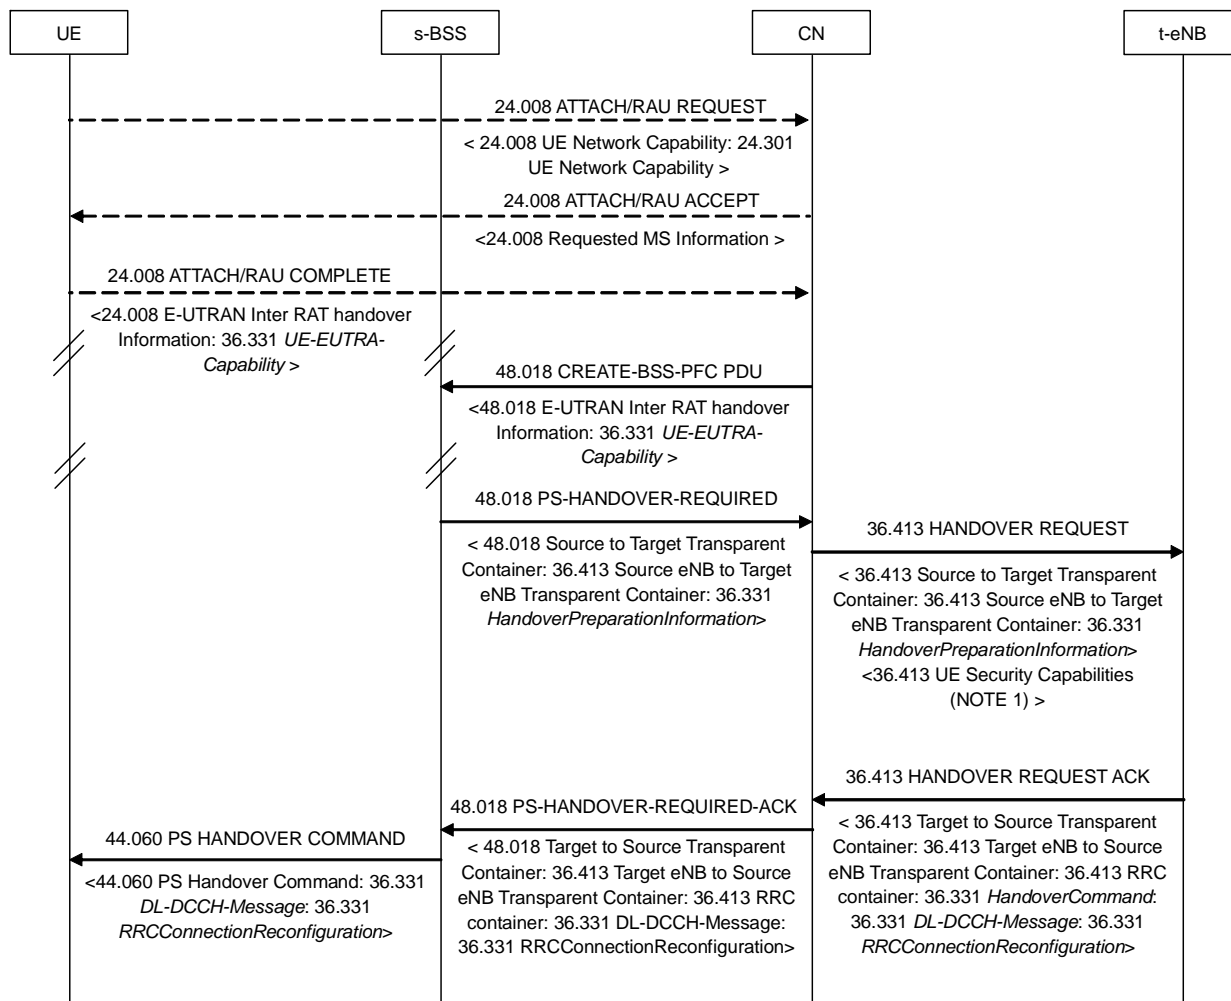 UE
s-BSS
CN
t-eNB
24.008 ATTACH/RAU REQUEST
< 24.008 UE Network Capability: 24.301
UE Network Capability >
24.008 ATTACH/RAU ACCEPT
<24.008 Requested MS Information >
24.008 ATTACH/RAU COMPLETE
<24.008 E-UTRAN Inter RAT handover
Information: 36.331 UE-EUTRA-
Capability >
48.018 CREATE-BSS-PFC PDU
<48.018 E-UTRAN Inter RAT handover
Information: 36.331 UE-EUTRA-
Capability >
48.018 PS-HANDOVER-REQUIRED
< 48.018 Source to Target Transparent
Container: 36.413 Source eNB to Target
eNB Transparent Container: 36.331
HandoverPreparationInformation>
36.413 HANDOVER REQUEST
< 36.413 Source to Target Transparent
Container: 36.413 Source eNB to Target
eNB Transparent Container: 36.331
HandoverPreparationInformation>
<36.413 UE Security Capabilities
(NOTE 1) >
36.413 HANDOVER REQUEST ACK
< 36.413 Target to Source Transparent
Container: 36.413 Target eNB to Source
eNB Transparent Container: 36.413 RRC
container: 36.331 HandoverCommand:
36.331 DL-DCCH-Message: 36.331
RRCConnectionReconfiguration>
48.018 PS-HANDOVER-REQUIRED-ACK
< 48.018 Target to Source Transparent
Container: 36.413 Target eNB to Source
eNB Transparent Container: 36.413 RRC
container: 36.331 DL-DCCH-Message:
36.331 RRCConnectionReconfiguration>
44.060 PS HANDOVER COMMAND
<44.060 PS Handover Command: 36.331
DL-DCCH-Message: 36.331
RRCConnectionReconfiguration>